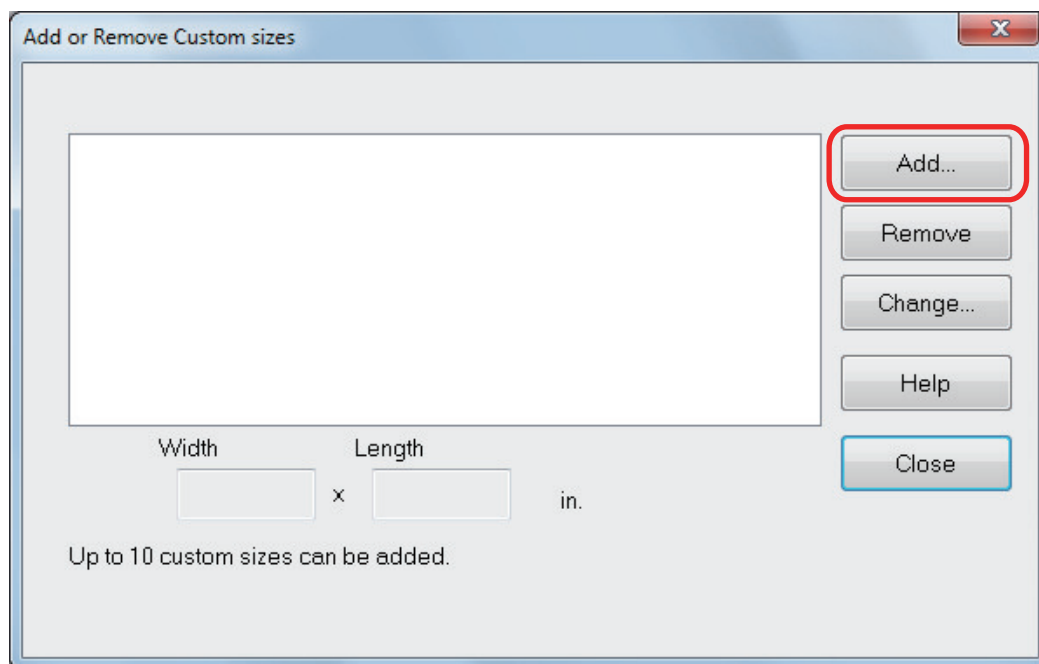 Add or Remove Custom sizes
x
Add...
Remove
Change...
Help
Close
Width Length
x in.
Up to 10 custom sizes can be added.